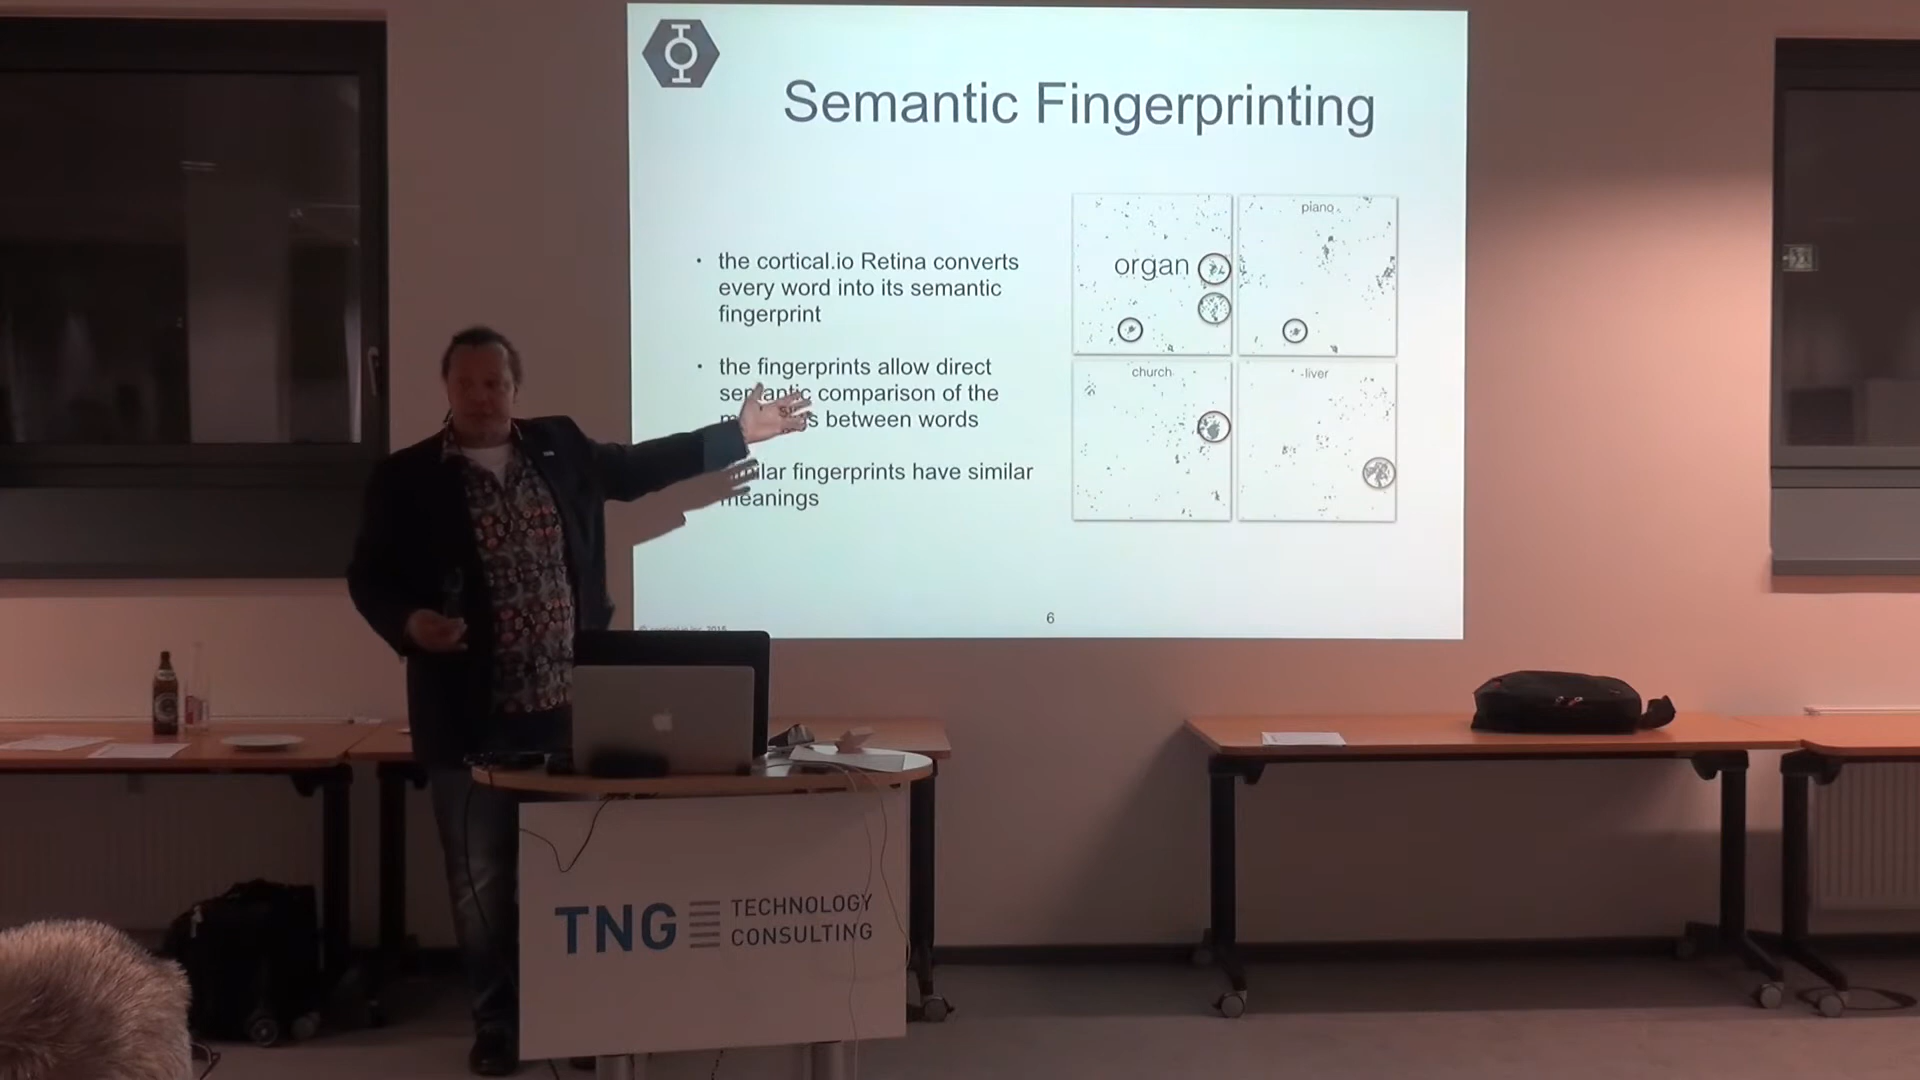 Semantic Fingerprinting
• the cortical.io Retina converts
every word into its semantic
fingerprint
• the fingerprints allow direct
semantic comparison of the
between words
fingerprints have similar
meanings
organ
piano
church
liver
6
TNG TECHNOLOGY
CONSULTING